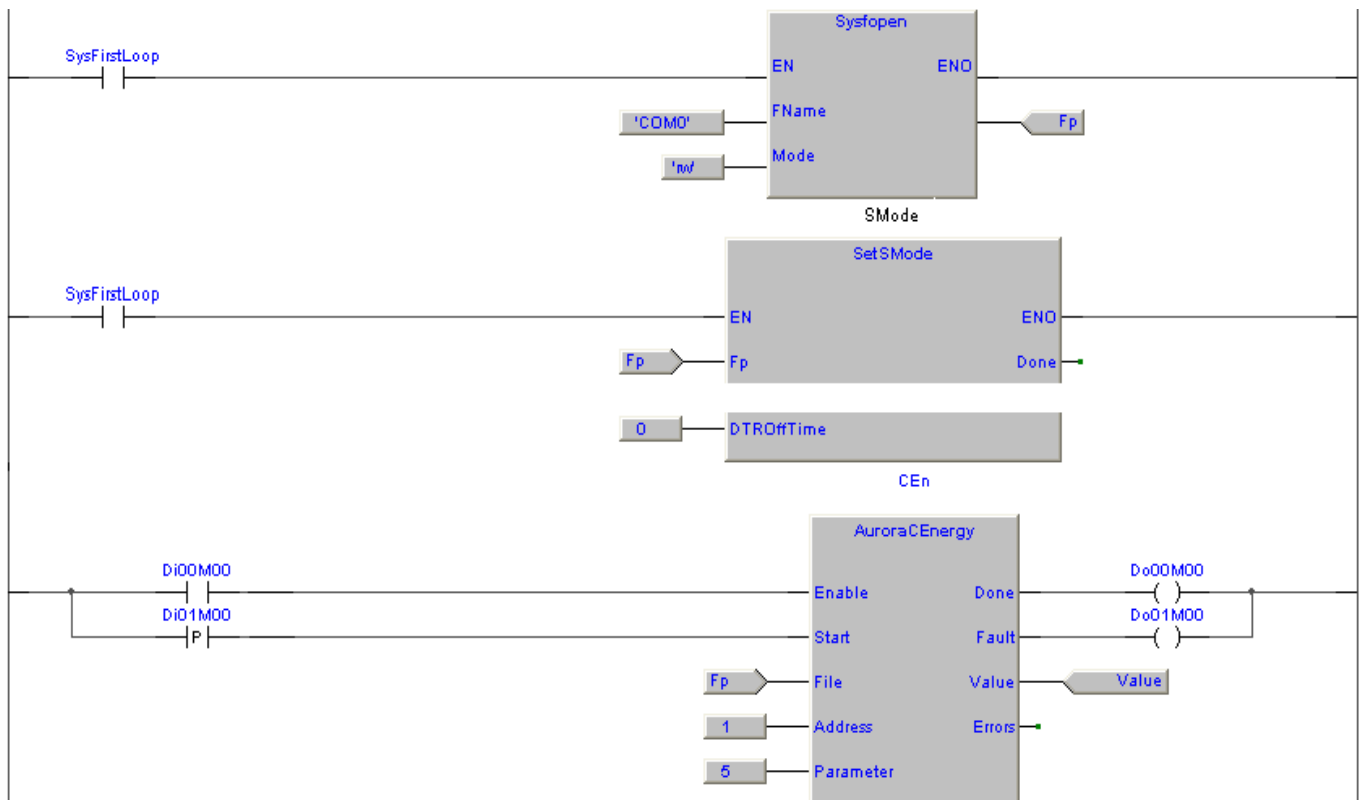 Sysfopen
SysFirstLoop
EN ENO
'COM0' FName Fp
'rw' Mode
SMode
SetSMode
SysFirstLoop
EN ENO
Fp Fp Done
0 DTROffTime
CEn
AuroraCEnergy
Di00M00 Do00M00
Enable Done
Di01M00 Do01M00
P Start Fault
Fp File Value Value
1 Address Errors
5 Parameter